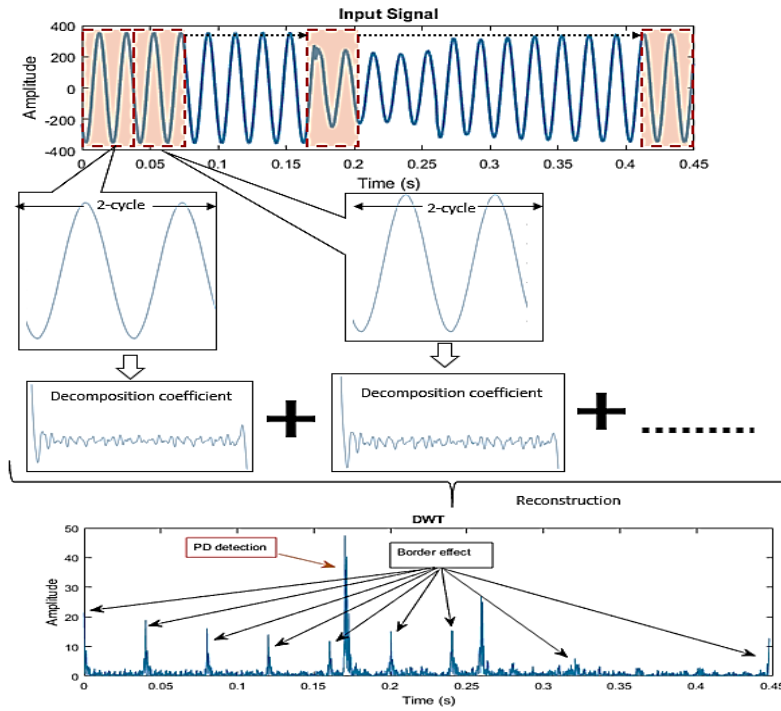 Input Signal
400
200
0
-200
-400
Amplitude
0 0.05 0.1 0.15 0.2 0.25 0.3 0.35 0.4 0.45
Time (s)
2-cycle
2-cycle
Decomposition coefficient
Decomposition coefficient
Reconstruction
DWT
50
40
30
20
10
0
Amplitude
PD detection
Border effect
0 0.05 0.1 0.15 0.2 0.25 0.3 0.35 0.4 0.45
Time (s)